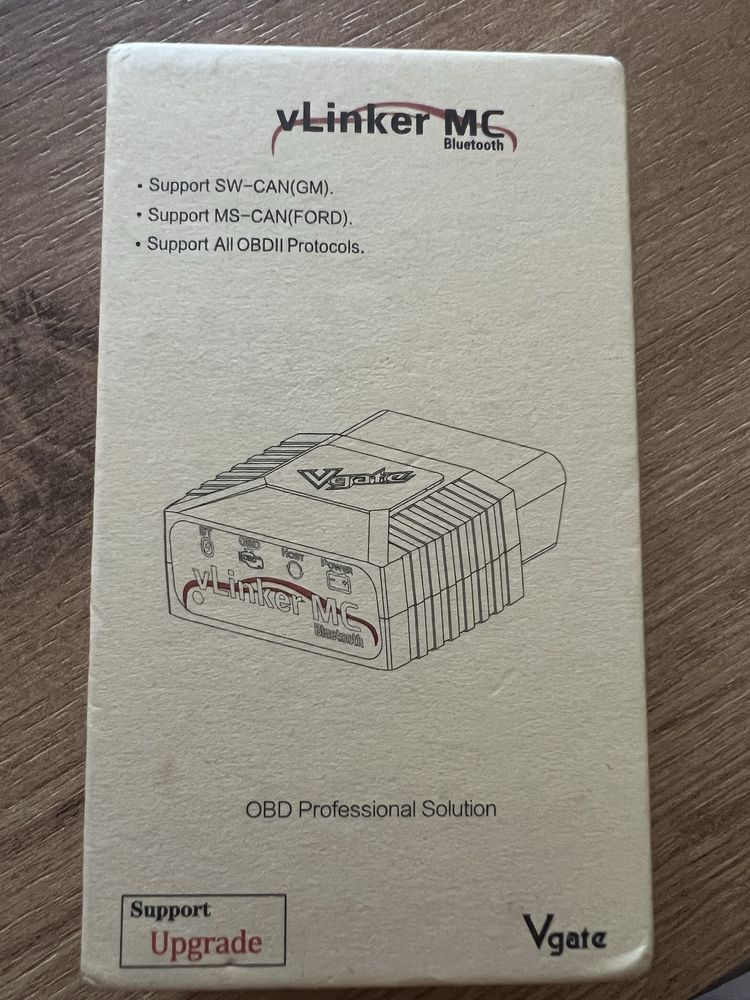 vLinker MC
Bluetooth
• Support SW-CAN(GM).
• Support MS-CAN(FORD).
• Support All OBDII Protocols.
Vgate
BT OBD HOST POWER
vLinker MC
Bluetooth
OBD Professional Solution
Support
Upgrade
Vgate